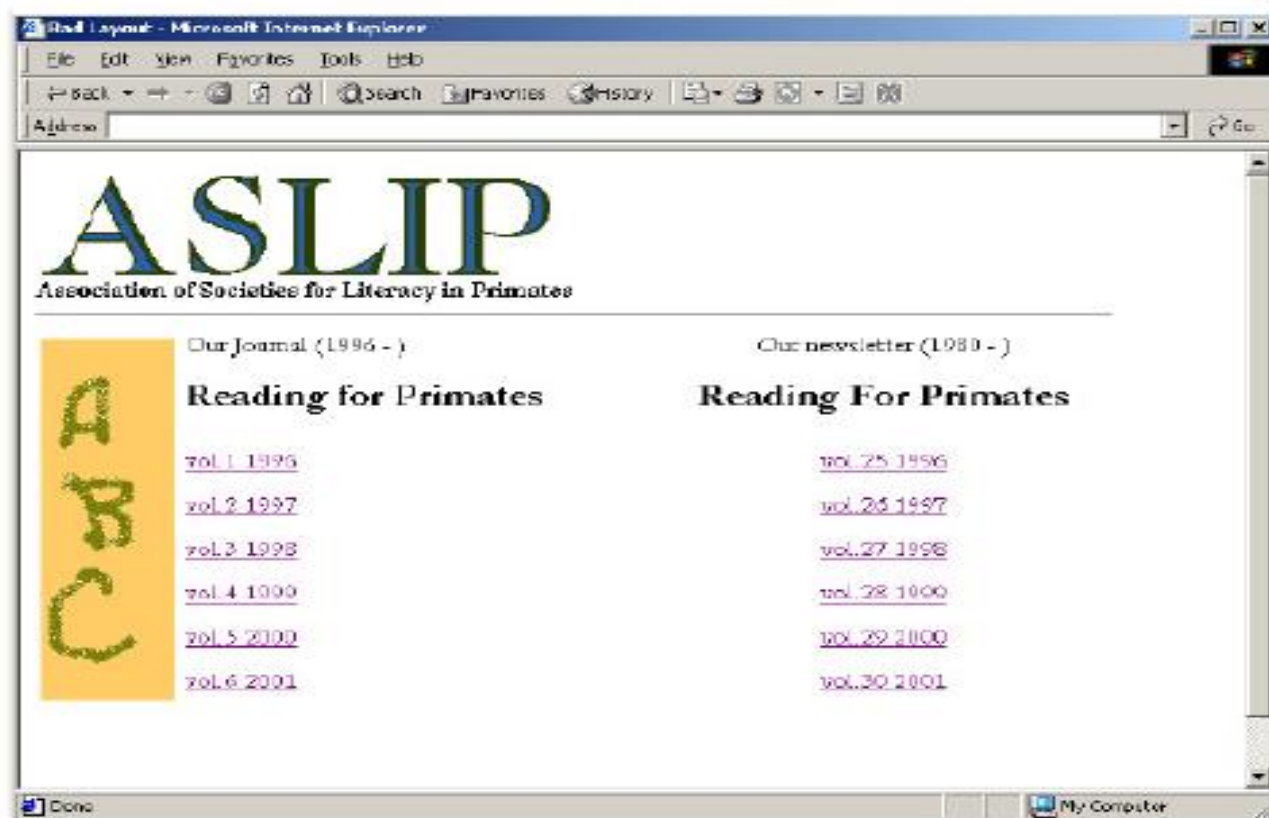 Bad Layout - Microsoft Internet Explorer
File Edit View Favorites Tools Help
Back Search Favorites History
Address Go
ASLIP
Association of Societies for Literacy in Primates
Our Journal (1996 - )
Reading for Primates
vol.1 1996
vol.2 1997
vol.3 1998
vol.4 1999
vol.5 2000
vol.6 2001
Our newsletter (1980 - )
Reading For Primates
vol.25 1996
vol.26 1997
vol.27 1998
vol.28 1999
vol.29 2000
vol.30 2001
A
B
C
Done My Computer